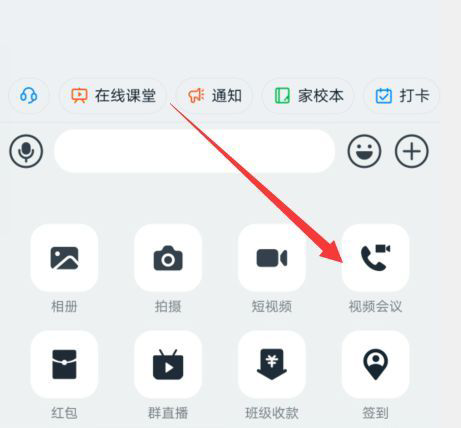 在线课堂 通知 家校本 打卡
相册 拍摄 短视频 视频会议
¥
红包 群直播 班级收款 签到